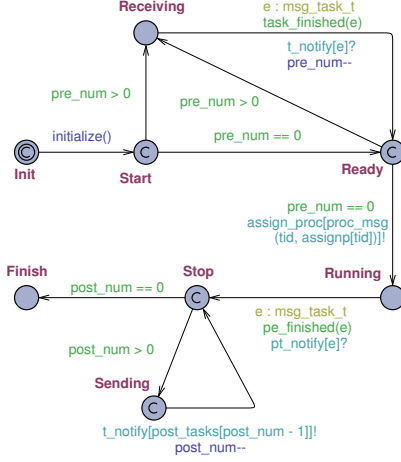 Receiving
e : msg_task_t
task_finished(e)
t_notify[e]?
pre_num--
pre_num > 0
pre_num > 0
initialize()
pre_num == 0
C
C
C
Init
Start
Ready
pre_num == 0
assign_proc[proc_msg
(tid, assignp[tid])]!
Finish
Stop
Running
post_num == 0
C
e : msg_task_t
pe_finished(e)
pt_notify[e]?
post_num > 0
Sending
C
t_notify[post_tasks[post_num - 1]]!
post_num--